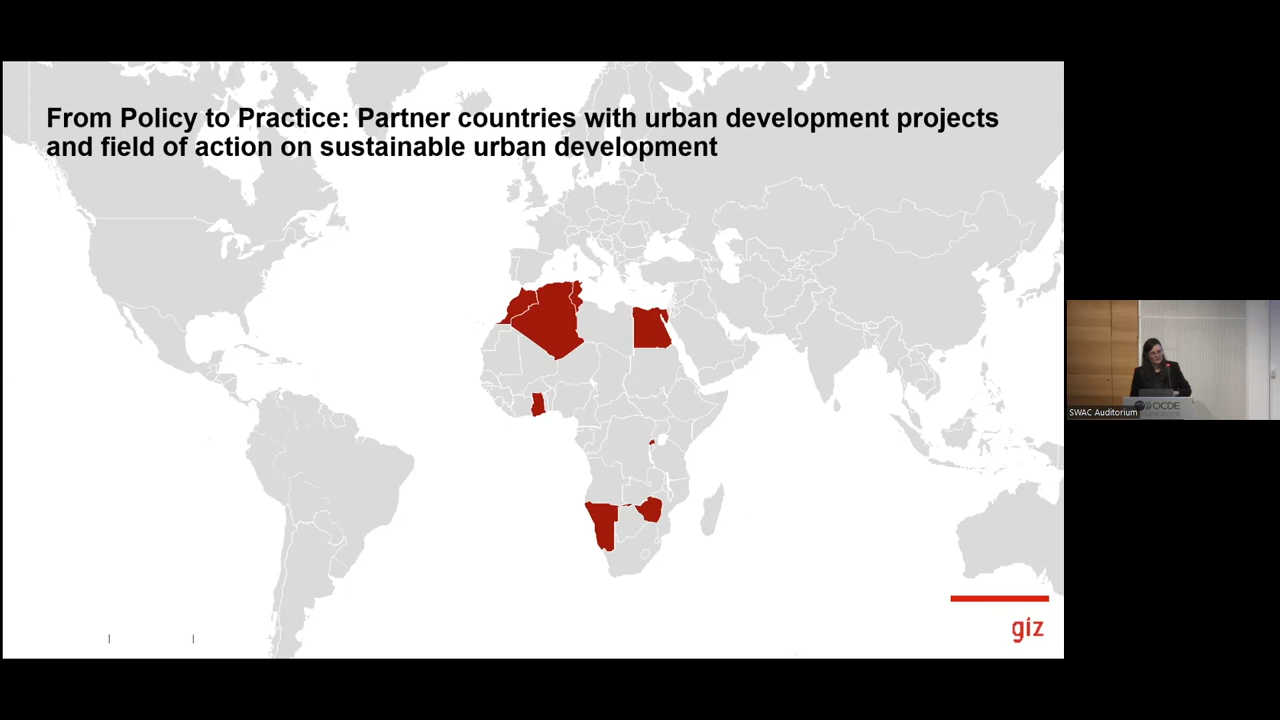 From Policy to Practice: Partner countries with urban development projects
and field of action on sustainable urban development
SWAC Auditorium
OCDE
giz